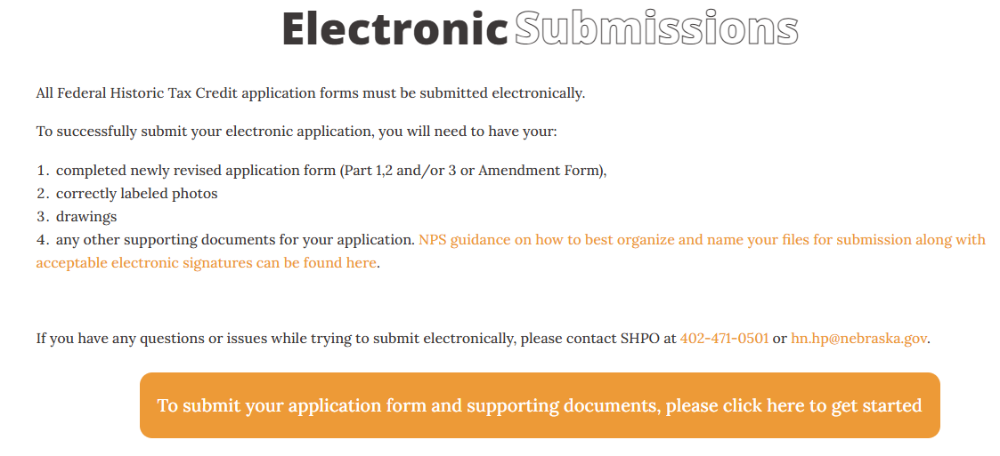 Electronic Submissions
All Federal Historic Tax Credit application forms must be submitted electronically.
To successfully submit your electronic application, you will need to have your:
1. completed newly revised application form (Part 1,2 and/or 3 or Amendment Form),
2. correctly labeled photos
3. drawings
4. any other supporting documents for your application. NPS guidance on how to best organize and name your files for submission along with
acceptable electronic signatures can be found here.
If you have any questions or issues while trying to submit electronically, please contact SHPO at 402-471-0501 or hn.hp@nebraska.gov.
To submit your application form and supporting documents, please click here to get started